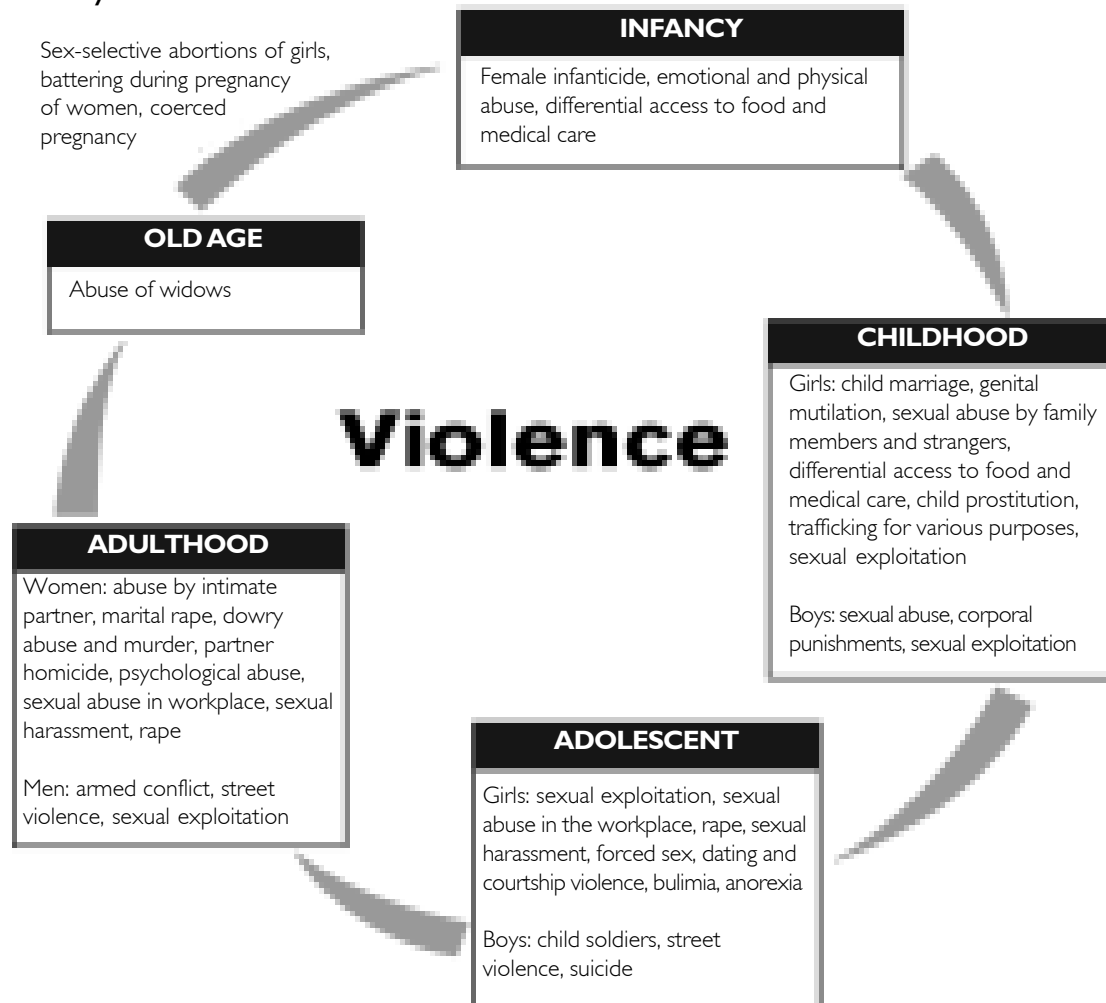 Sex-selective abortions of girls,
battering during pregnancy
of women, coerced
pregnancy
INFANCY
Female infanticide, emotional and physical
abuse, differential access to food and
medical care
OLD AGE
Abuse of widows
CHILDHOOD
Girls: child marriage, genital
mutilation, sexual abuse by family
members and strangers,
differential access to food and
medical care, child prostitution,
trafficking for various purposes,
sexual exploitation
Boys: sexual abuse, corporal
punishments, sexual exploitation
Violence
ADULTHOOD
Women: abuse by intimate
partner, marital rape, dowry
abuse and murder, partner
homicide, psychological abuse,
sexual abuse in workplace, sexual
harassment, rape
Men: armed conflict, street
violence, sexual exploitation
ADOLESCENT
Girls: sexual exploitation, sexual
abuse in the workplace, rape, sexual
harassment, forced sex, dating and
courtship violence, bulimia, anorexia
Boys: child soldiers, street
violence, suicide